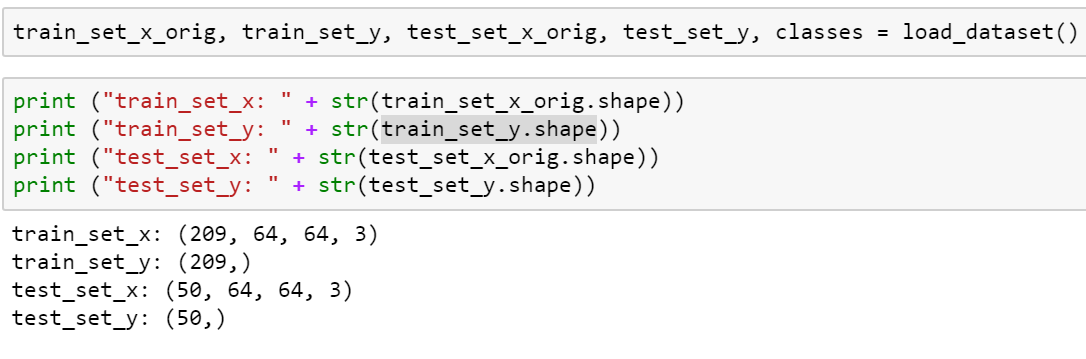 train_set_x_orig, train_set_y, test_set_x_orig, test_set_y, classes = load_dataset()
print ("train_set_x: " + str(train_set_x_orig.shape))
print ("train_set_y: " + str(train_set_y.shape))
print ("test_set_x: " + str(test_set_x_orig.shape))
print ("test_set_y: " + str(test_set_y.shape))
train_set_x: (209, 64, 64, 3)
train_set_y: (209,)
test_set_x: (50, 64, 64, 3)
test_set_y: (50,)